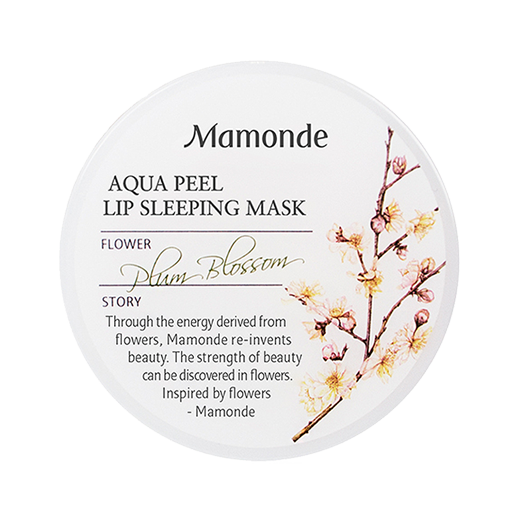 Mamonde
AQUA PEEL
LIP SLEEPING MASK
FLOWER
Plum Blossom
STORY
Through the energy derived from
flowers, Mamonde re-invents
beauty. The strength of beauty
can be discovered in flowers.
Inspired by flowers
- Mamonde